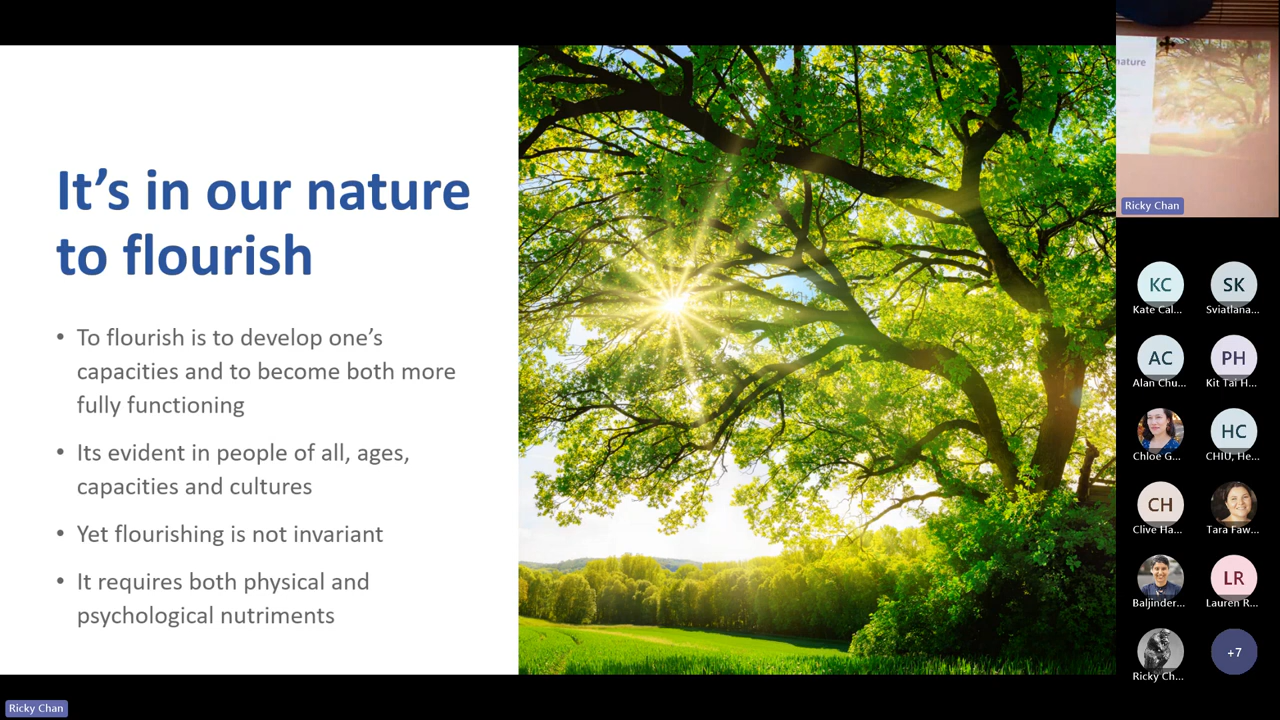 It’s in our nature
to flourish
• To flourish is to develop one’s
capacities and to become both more
fully functioning
• Its evident in people of all, ages,
capacities and cultures
• Yet flourishing is not invariant
• It requires both physical and
psychological nutriments
Ricky Chan
nature
Ricky Chan
KC
Kate Cal...
SK
Sviatlana...
AC
Alan Chu...
PH
Kit Tai H...
Chloe G...
HC
CHIU, He...
CH
Clive Ha...
Tara Faw...
Baljinder...
LR
Lauren R...
Ricky Ch...
+7